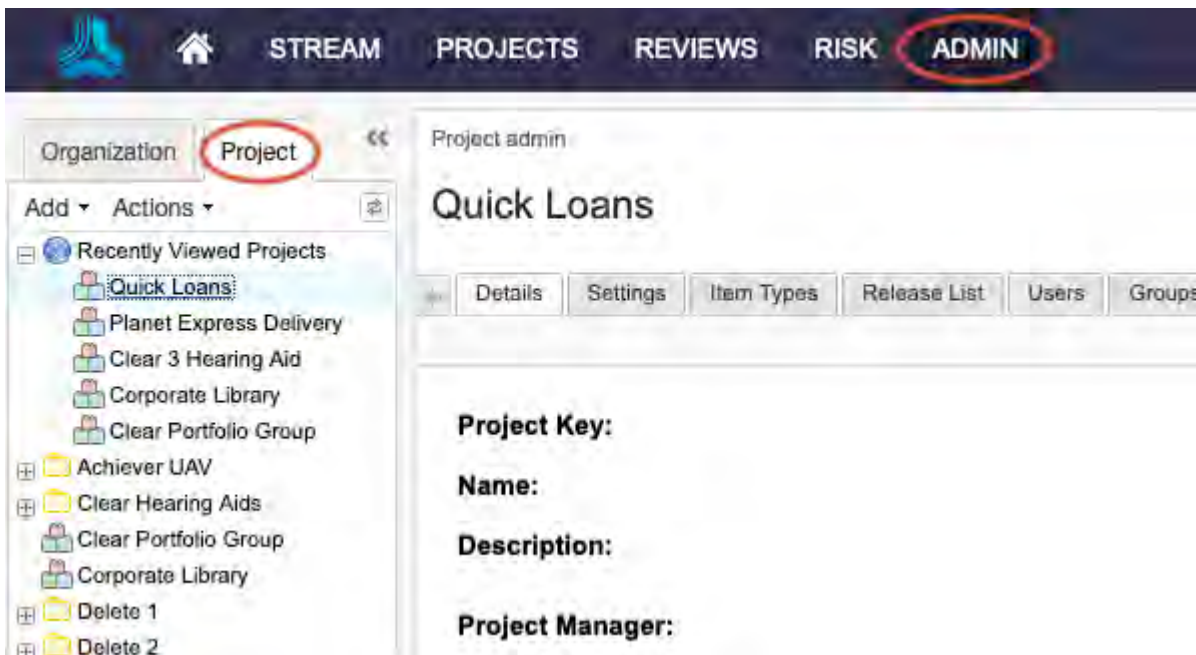 STREAM PROJECTS REVIEWS RISK ADMIN
Organization Project
Add Actions
Recently Viewed Projects
Quick Loans
Planet Express Delivery
Clear 3 Hearing Aid
Corporate Library
Clear Portfolio Group
Achiever UAV
Clear Hearing Aids
Clear Portfolio Group
Corporate Library
Delete 1
Delete 2
Project admin
Quick Loans
Details Settings Item Types Release List Users Groups
Project Key:
Name:
Description:
Project Manager: